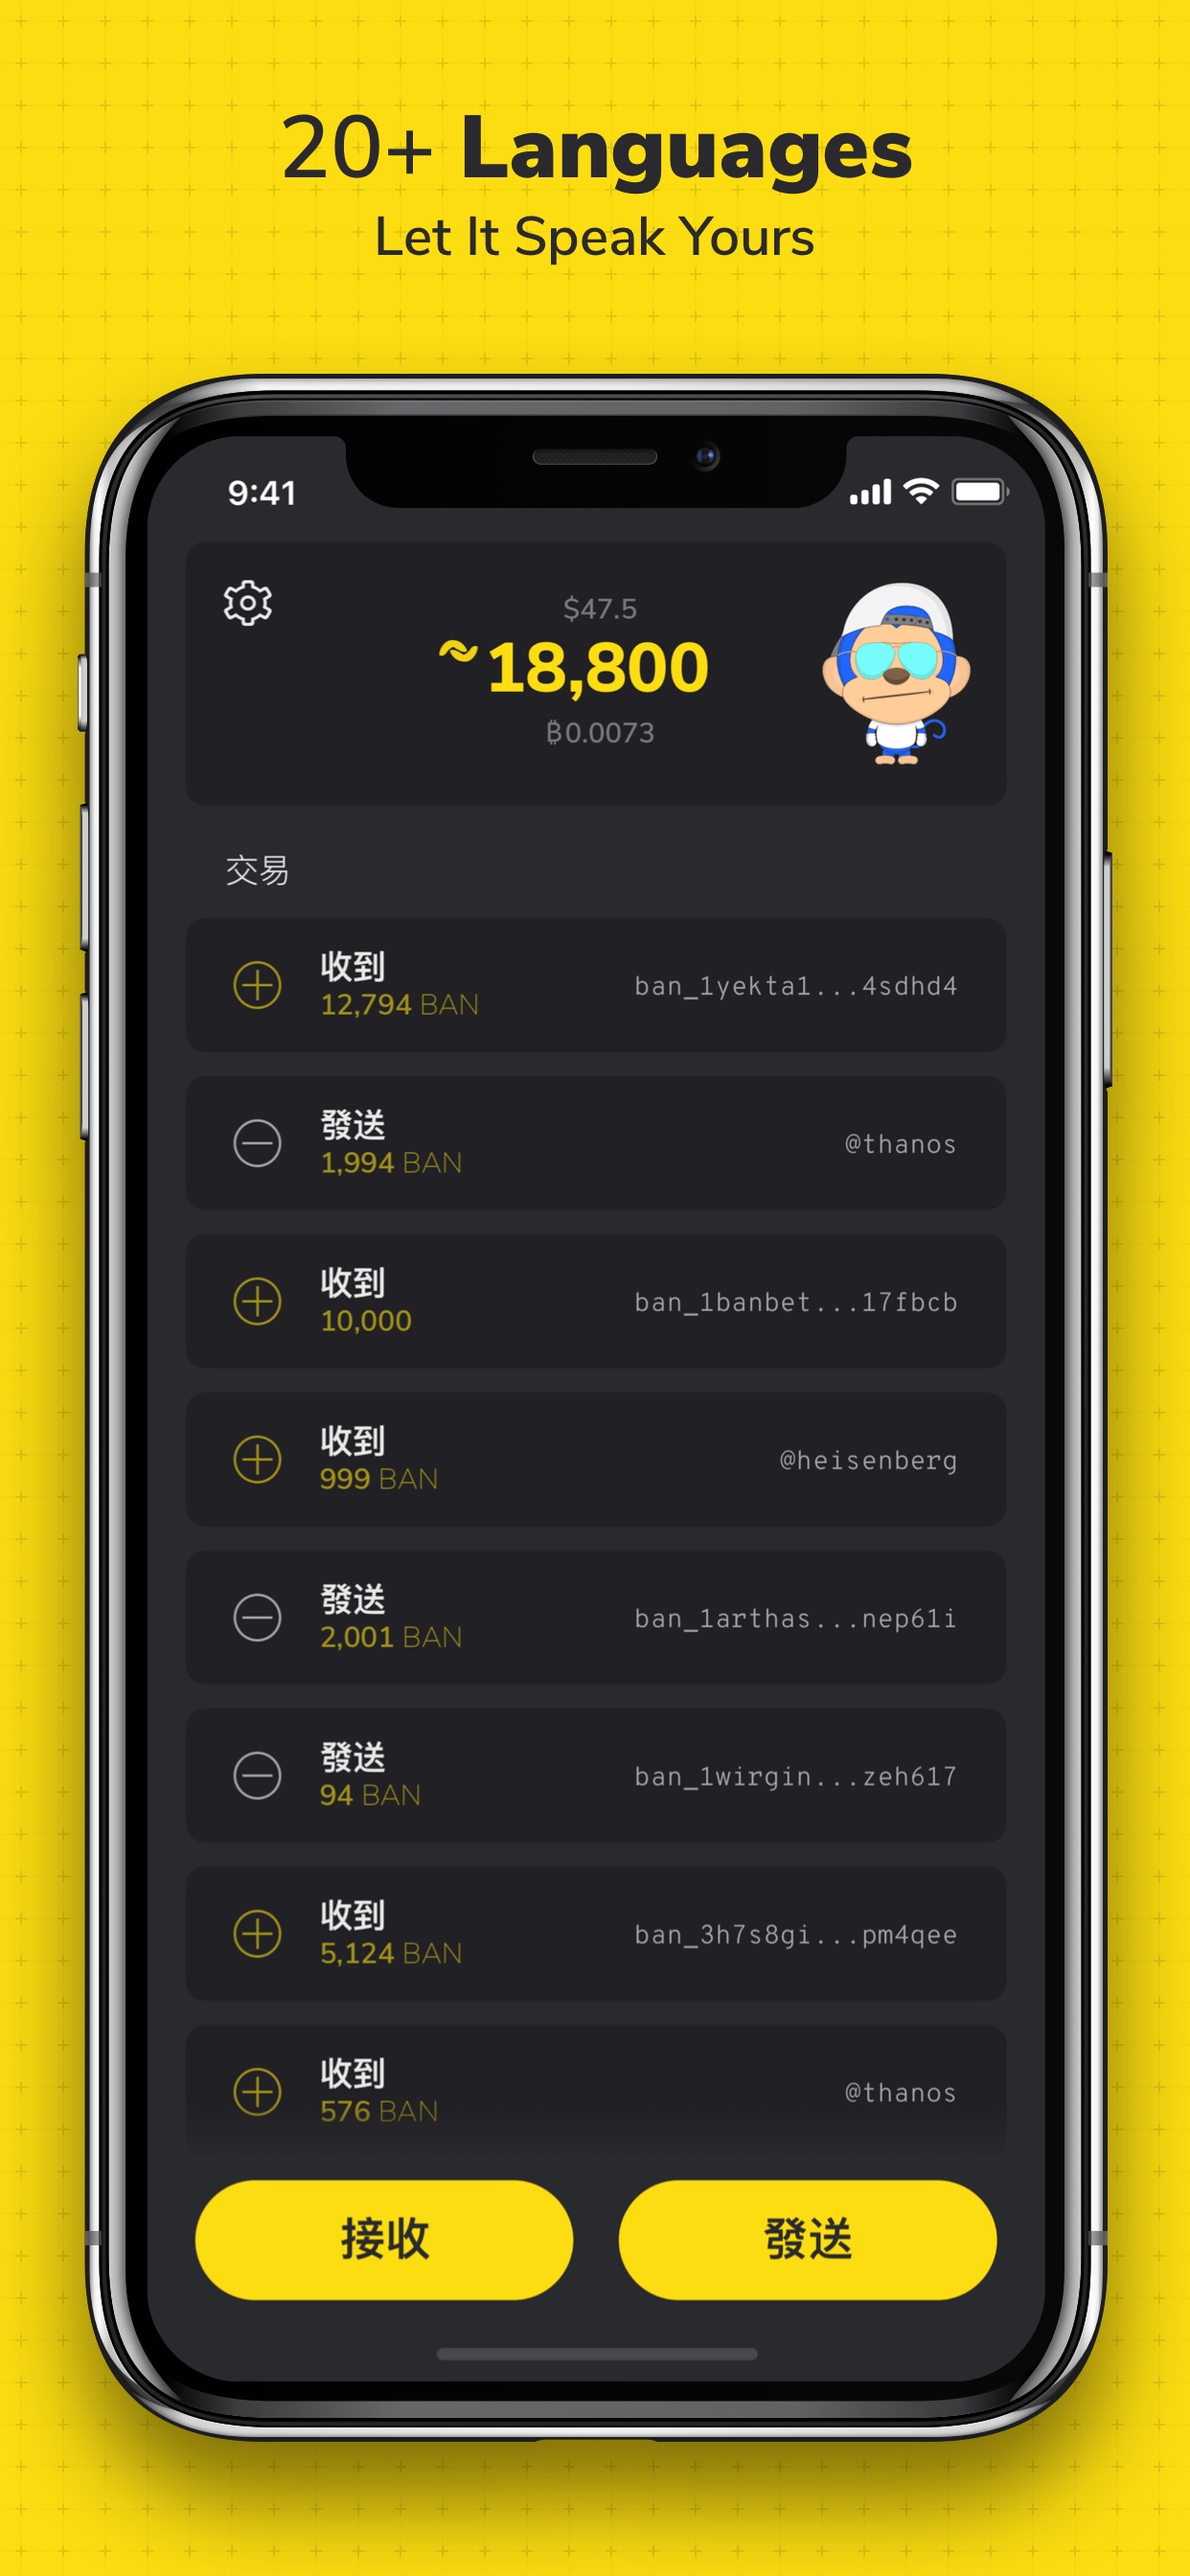 20+ Languages
Let It Speak Yours
9:41
$47.5
18,800
₿0.0073
交易
收到
12,794 BAN
ban_1yekta1...4sdhd4
發送
1,994 BAN
@thanos
收到
10,000
ban_1banbet...17fbcb
收到
999 BAN
@heisenberg
發送
2,001 BAN
ban_1arthas...nep61i
發送
94 BAN
ban_1wirgin...zeh617
收到
5,124 BAN
ban_3h7s8gi...pm4qee
收到
576 BAN
@thanos
接收
發送